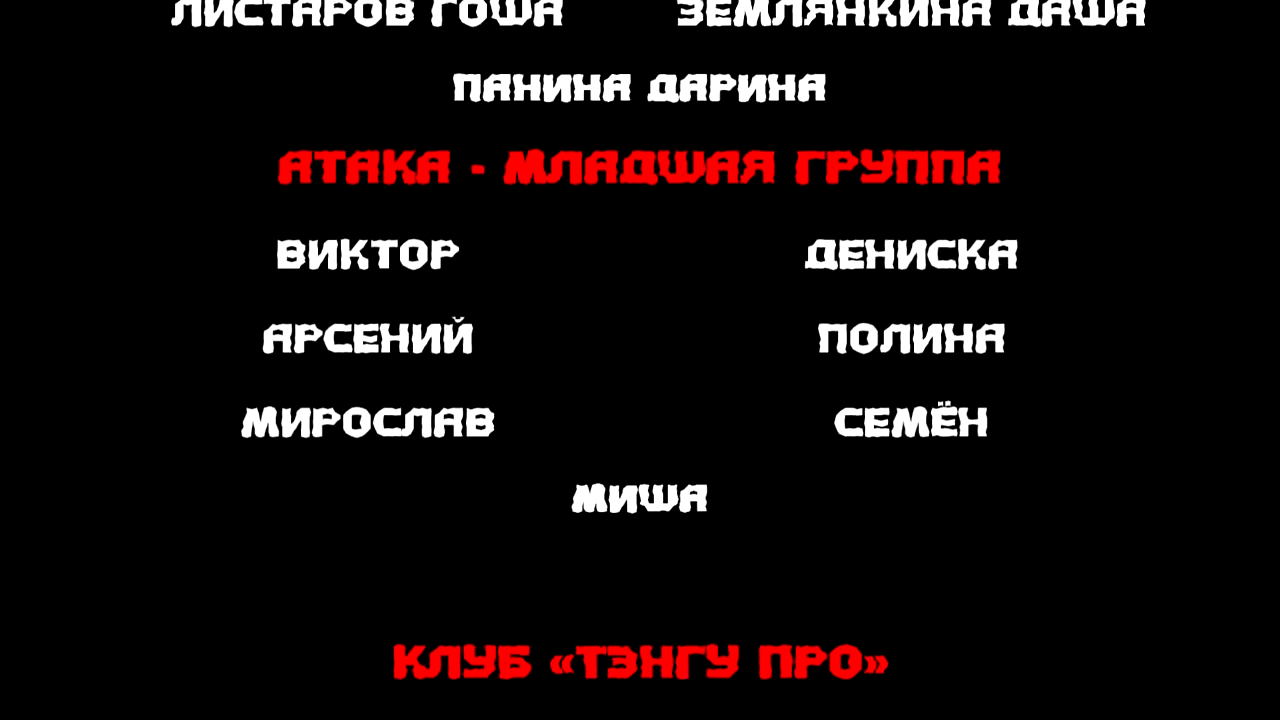 ЛИСТАРОВ ГОША ЗЕМЛЯНКИНА ДАША
ПАНИНА ДАРИНА
АТАКА - МЛАДШАЯ ГРУППА
ВИКТОР ДЕНИСКА
АРСЕНИЙ ПОЛИНА
МИРОСЛАВ СЕМЁН
МИША
КЛУБ «ТЭНГУ ПРО»